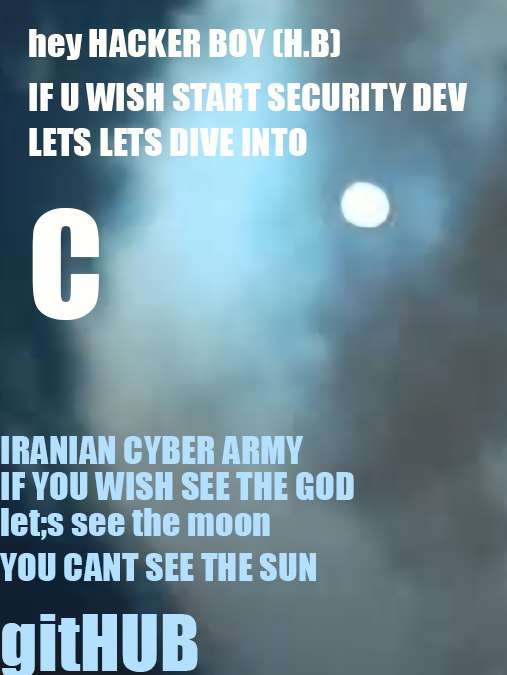 hey HACKER BOY (H.B)
IF U WISH START SECURITY DEV
LETS LETS DIVE INTO
C
IRANIAN CYBER ARMY
IF YOU WISH SEE THE GOD
let;s see the moon
YOU CANT SEE THE SUN
gitHUB